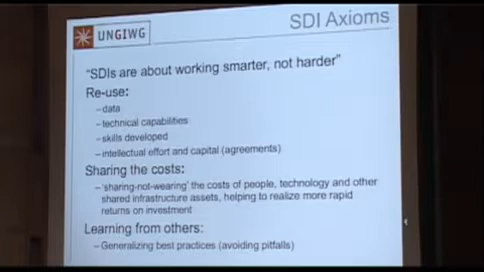 UNGIWG
SDI Axioms
"SDIs are about working smarter, not harder"
Re-use:
–data
–technical capabilities
–skills developed
–intellectual effort and capital (agreements)
Sharing the costs:
–'sharing-not-wearing' the costs of people, technology and other
shared infrastructure assets, helping to realize more rapid
returns on investment
Learning from others:
–Generalizing best practices (avoiding pitfalls)